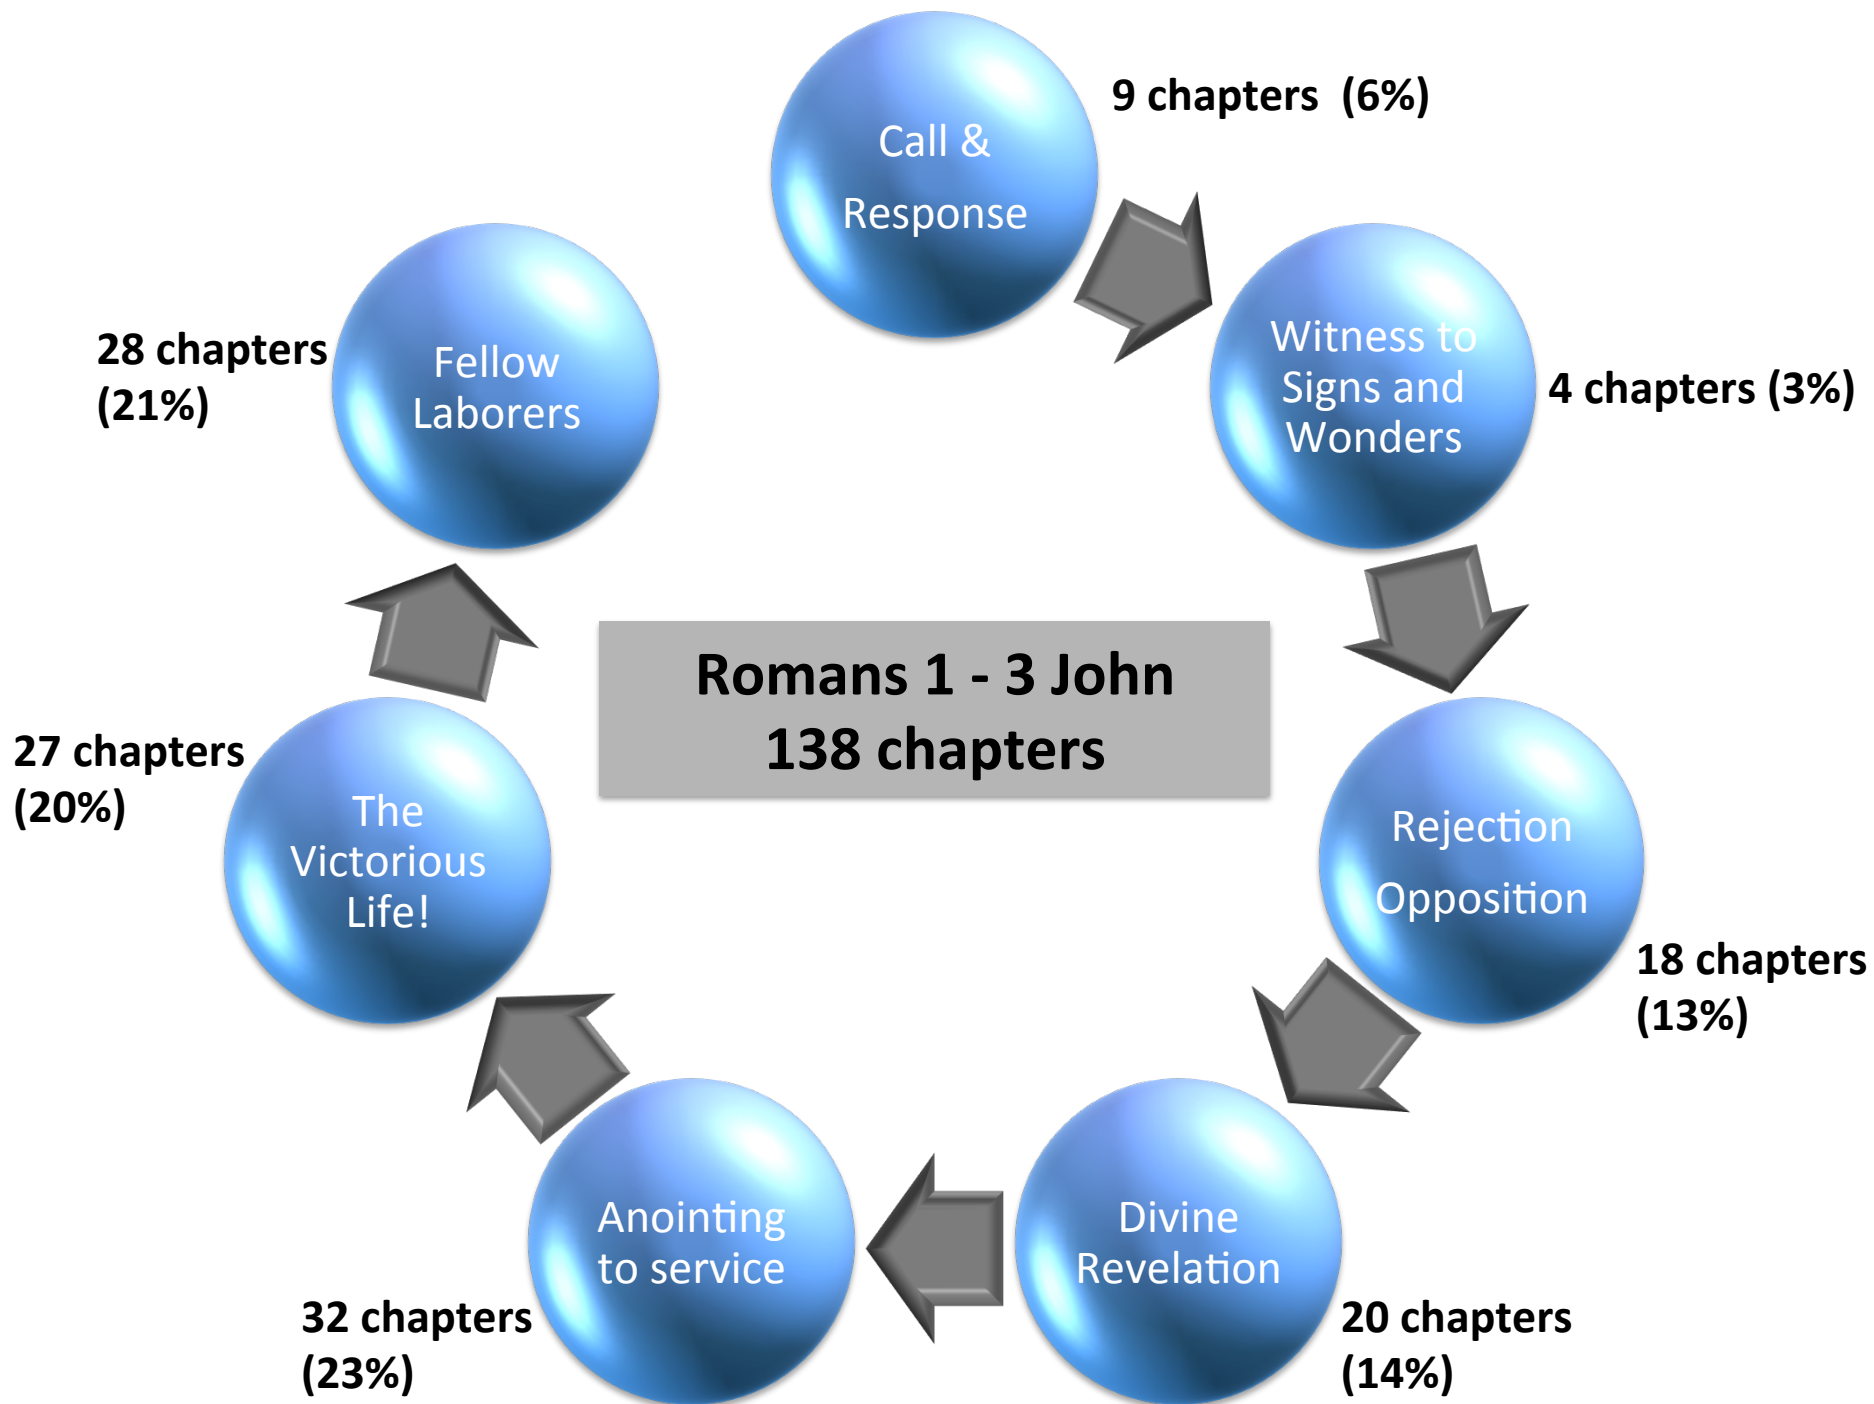 Call &
Response
9 chapters  (6%)
Witness to
Signs and
Wonders
4 chapters (3%)
Rejection
Opposition
18 chapters
(13%)
Divine
Revelation
20 chapters
(14%)
Anointing
to service
32 chapters
(23%)
The
Victorious
Life!
27 chapters
(20%)
Fellow
Laborers
28 chapters
(21%)
Romans 1 - 3 John
138 chapters